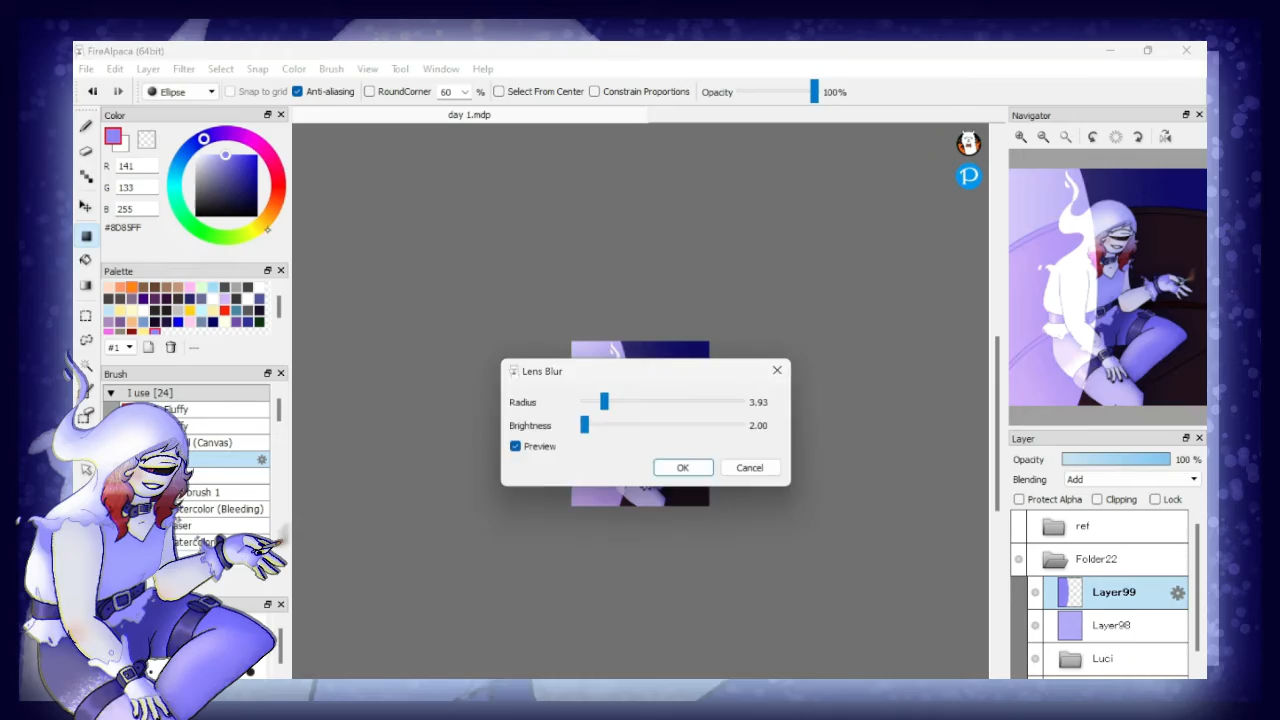 FireAlpaca (64bit)
File Edit Layer Filter Select Snap Color Brush View Tool Window Help
Ellipse Snap to grid Anti-aliasing RoundCorner 60 % Select From Center Constrain Proportions Opacity 100%
Color
day 1.mdp
Navigator
R 141
G 133
B 255
#8D85FF
Palette
#1
Brush
I use [24]
Fluffy
(Canvas)
brush 1
(Bleeding)
Lens Blur
Radius 3.93
Brightness 2.00
Preview
OK Cancel
Layer
Opacity 100 %
Blending Add
Protect Alpha Clipping Lock
ref
Folder22
Layer99
Layer98
Luci